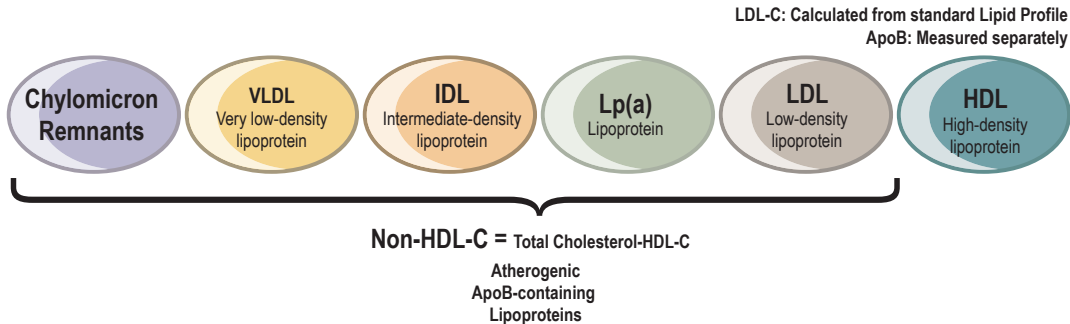 LDL-C: Calculated from standard Lipid Profile
ApoB: Measured separately
Chylomicron
Remnants
VLDL
Very low-density
lipoprotein
IDL
Intermediate-density
lipoprotein
Lp(a)
Lipoprotein
LDL
Low-density
lipoprotein
HDL
High-density
lipoprotein
Non-HDL-C = Total Cholesterol-HDL-C
Atherogenic
ApoB-containing
Lipoproteins